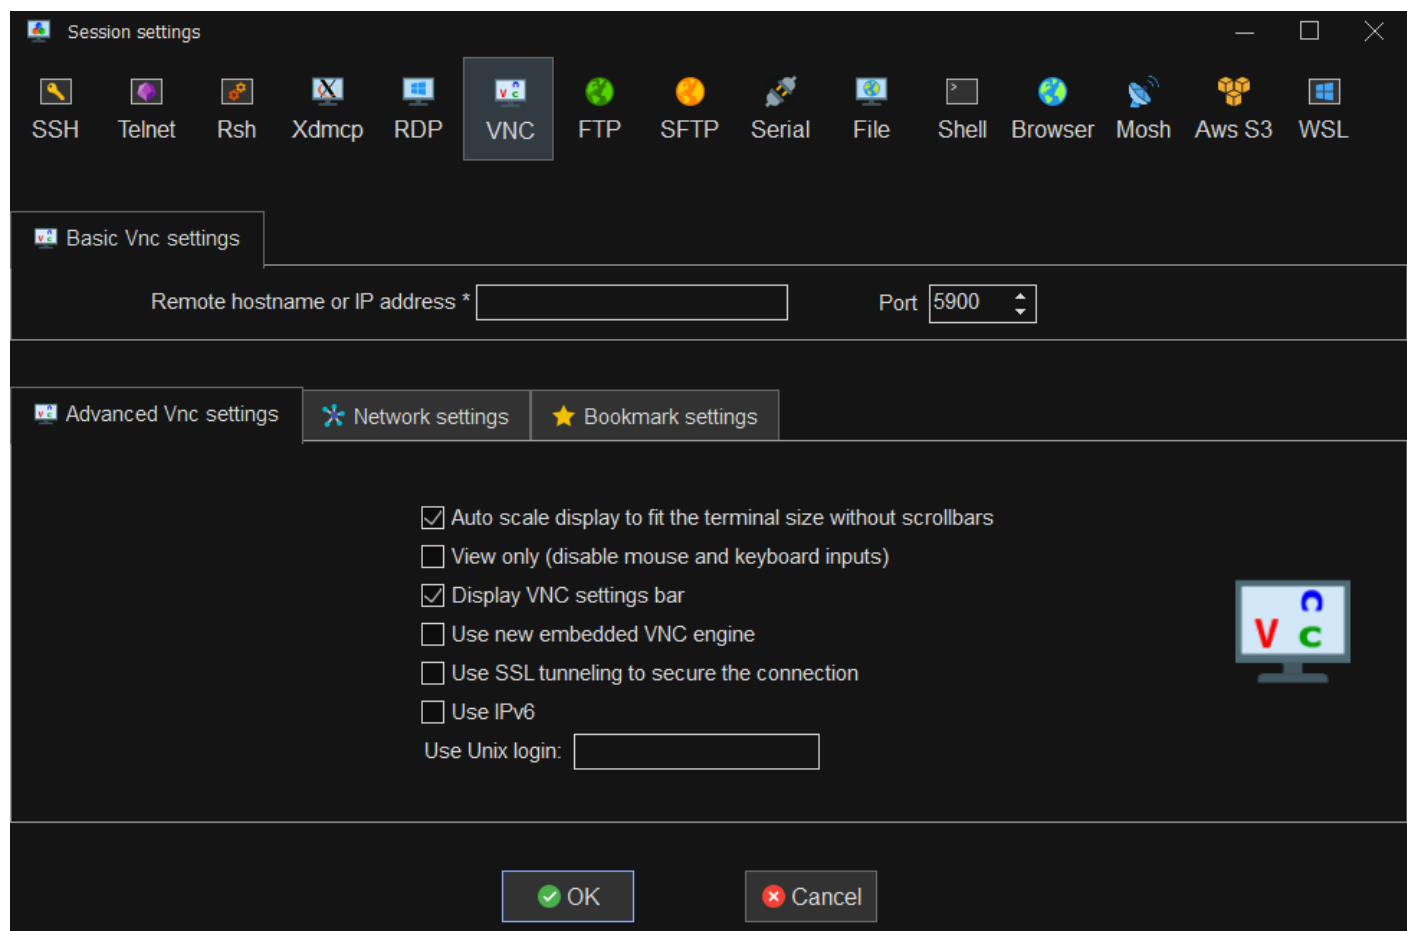 Session settings
SSH Telnet Rsh Xdmcp RDP VNC FTP SFTP Serial File Shell Browser Mosh Aws S3 WSL
Basic Vnc settings
Remote hostname or IP address * Port 5900
Advanced Vnc settings Network settings Bookmark settings
Auto scale display to fit the terminal size without scrollbars
View only (disable mouse and keyboard inputs)
Display VNC settings bar
Use new embedded VNC engine
Use SSL tunneling to secure the connection
Use IPv6
Use Unix login:
V n c
OK Cancel